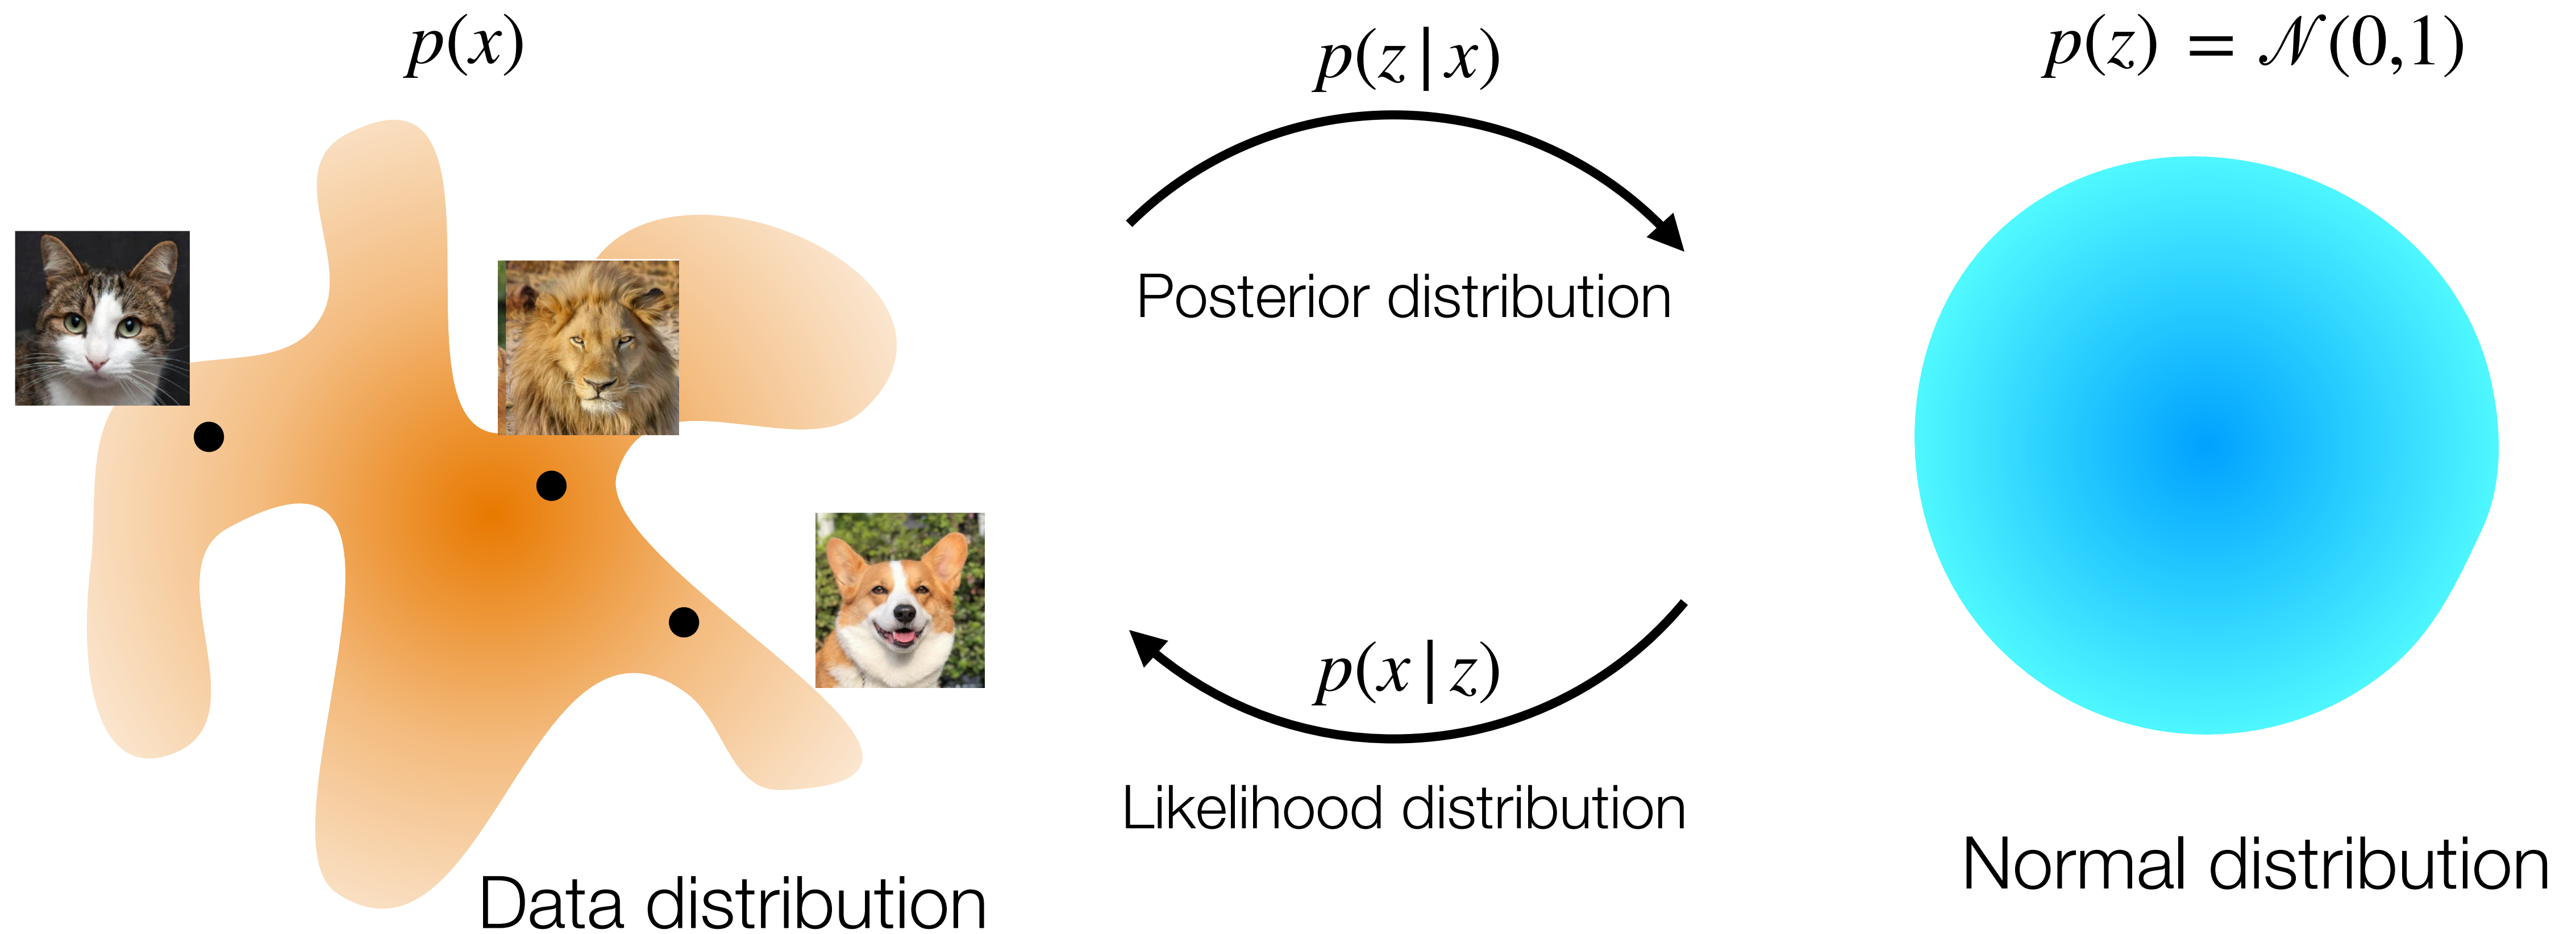 p(x)
p(z|x)
p(z) = 𝒩(0,1)
Posterior distribution
p(x|z)
Likelihood distribution
Normal distribution
Data distribution